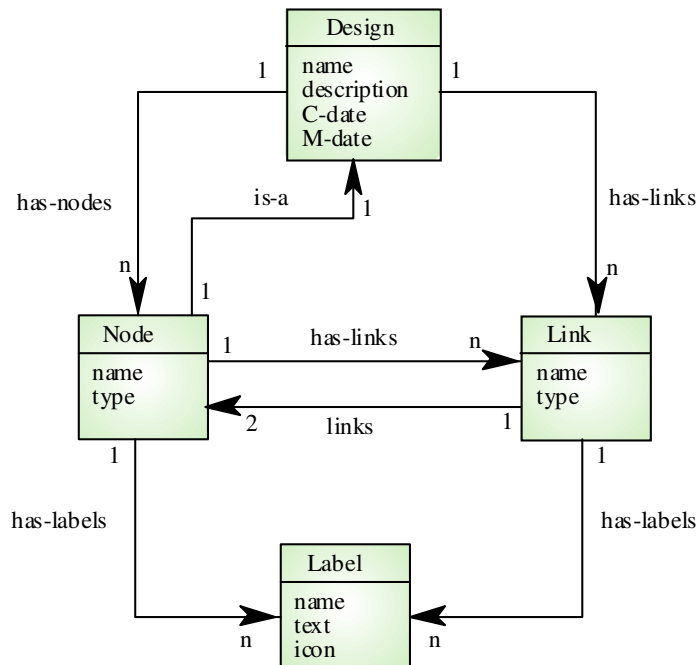 Design
name
description
C-date
M-date
1
1
has-nodes
is-a
1
has-links
n
n
1
Node
name
type
1
has-links
n
Link
name
type
2
links
1
1
1
has-labels
has-labels
Label
name
text
icon
n
n